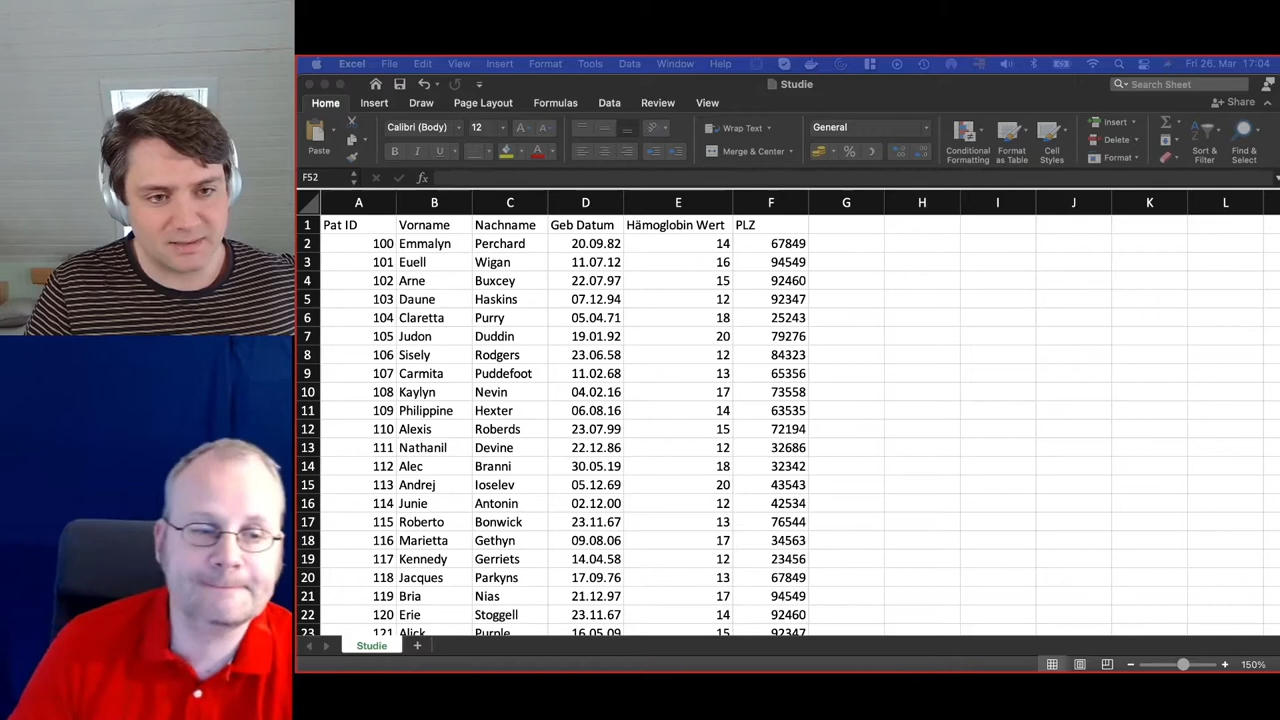 Excel File Edit View Insert Format Tools Data Window Help Fri 26. Mar 17:04
Studie Search Sheet
Home Insert Draw Page Layout Formulas Data Review View Share
Paste Calibri (Body) 12 Wrap Text General Conditional Formatting Format as Table Cell Styles Insert Sort & Filter Find & Select
B I U Merge & Center Delete
Format
F52 fx
A B C D E F G H I J K L
1 Pat ID Vorname Nachname Geb Datum Hämoglobin Wert PLZ
2 100 Emmalyn Perchard 20.09.82 14 67849
3 101 Euell Wigan 11.07.12 16 94549
4 102 Arne Buxcey 22.07.97 15 92460
5 103 Daune Haskins 07.12.94 12 92347
6 104 Claretta Purry 05.04.71 18 25243
7 105 Judon Duddin 19.01.92 20 79276
8 106 Sisely Rodgers 23.06.58 12 84323
9 107 Carmita Puddefoot 11.02.68 13 65356
10 108 Kaylyn Nevin 04.02.16 17 73558
11 109 Philippine Hexter 06.08.16 14 63535
12 110 Alexis Roberds 23.07.99 15 72194
13 111 Nathanil Devine 22.12.86 12 32686
14 112 Alec Branni 30.05.19 18 32342
15 113 Andrej Ioselev 05.12.69 20 43543
16 114 Junie Antonin 02.12.00 12 42534
17 115 Roberto Bonwick 23.11.67 13 76544
18 116 Marietta Gethyn 09.08.06 17 34563
19 117 Kennedy Gerriets 14.04.58 12 23456
20 118 Jacques Parkyns 17.09.76 13 67849
21 119 Bria Nias 21.12.97 17 94549
22 120 Erie Stoggell 23.11.67 14 92460
23 121 Alick Purple 16.05.09 15 92347
Studie +
150%